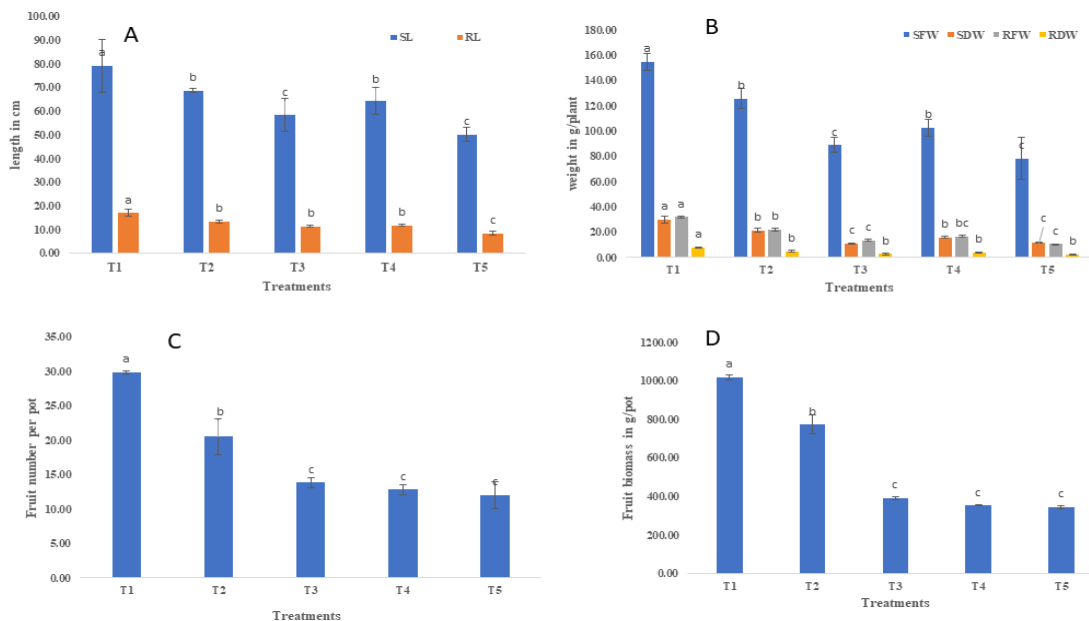 A
SL RL
100.00
90.00
80.00
70.00
60.00
50.00
40.00
30.00
20.00
10.00
0.00
length in cm
a b c b c
a b b b c
T1 T2 T3 T4 T5
Treatments
B
SFW SDW RFW RDW
180.00
160.00
140.00
120.00
100.00
80.00
60.00
40.00
20.00
0.00
weight in g/plant
a b c b c
a a a b b b c c b b bc b c c b
T1 T2 T3 T4 T5
Treatments
C
35.00
30.00
25.00
20.00
15.00
10.00
5.00
0.00
Fruit number per pot
a b c c c
T1 T2 T3 T4 T5
Treatments
D
1200.00
1000.00
800.00
600.00
400.00
200.00
0.00
Fruit biomass in g/pot
a b c c c
T1 T2 T3 T4 T5
Treatments